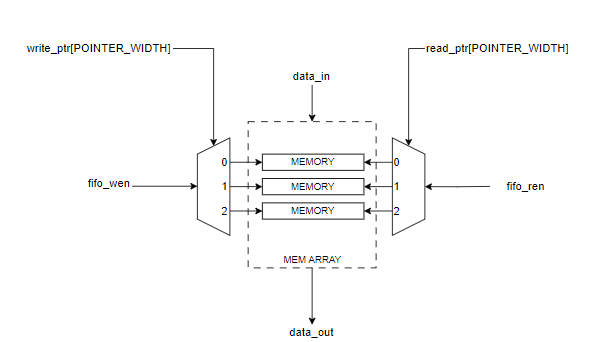 write_ptr[POINTER_WIDTH]
read_ptr[POINTER_WIDTH]
data_in
0
MEMORY
0
fifo_wen
1
MEMORY
1
fifo_ren
2
MEMORY
2
MEM ARRAY
data_out